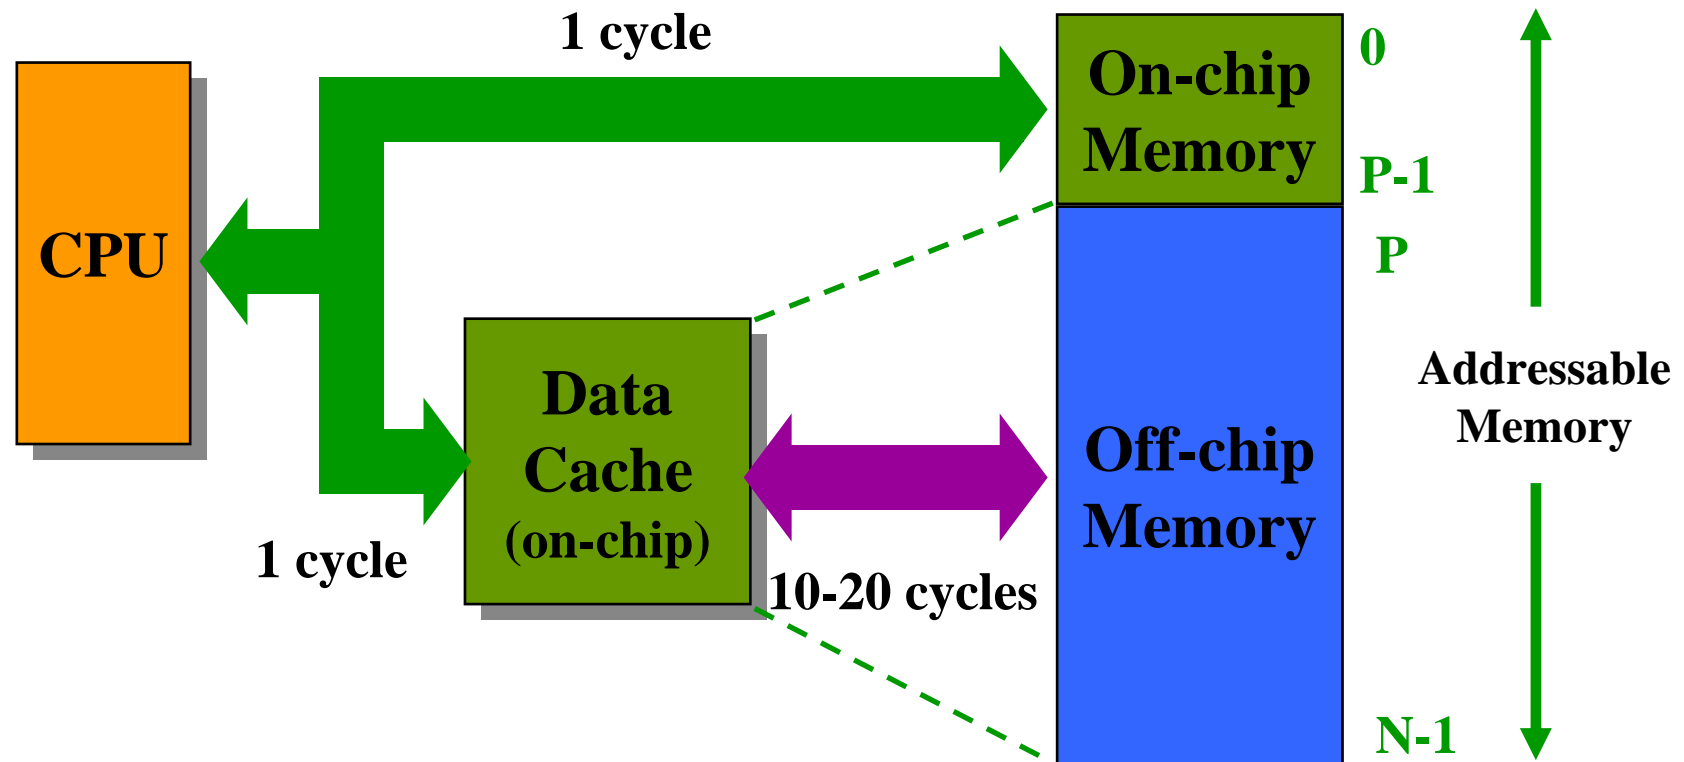 1 cycle
CPU
On-chip
Memory
0
P-1
P
Data
Cache
(on-chip)
1 cycle
10-20 cycles
Off-chip
Memory
Addressable
Memory
N-1